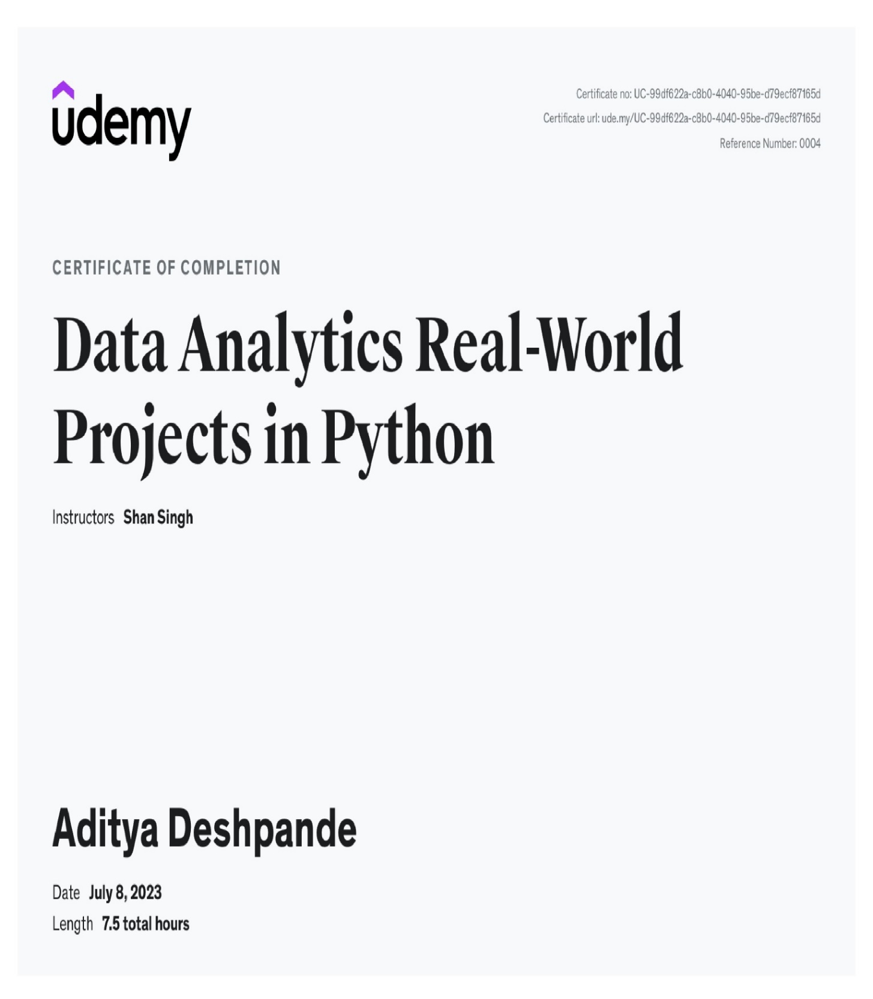 udemy
Certificate no: UC-99df622a-c8b0-4040-95be-d79ecf87165d
Certificate url: ude.my/UC-99df622a-c8b0-4040-95be-d79ecf87165d
Reference Number: 0004
CERTIFICATE OF COMPLETION
Data Analytics Real-World
Projects in Python
Instructors Shan Singh
Aditya Deshpande
Date July 8, 2023
Length 7.5 total hours